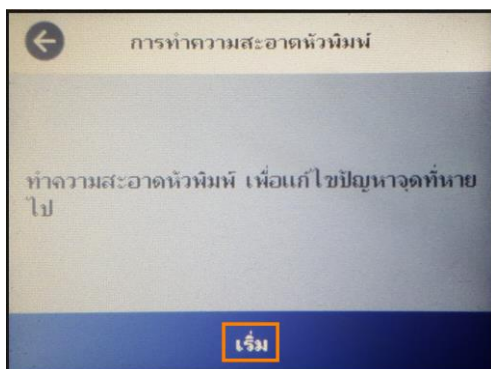 การทำความสะอาดหัวพิมพ์
ทำความสะอาดหัวพิมพ์ เพื่อแก้ไขปัญหาจุดที่หาย
ไป
เริ่ม